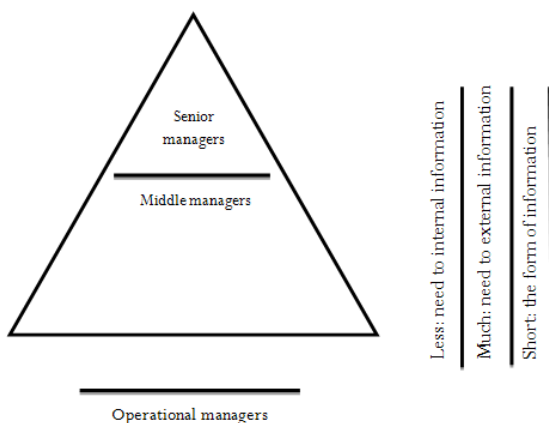 Senior
managers
Middle managers
Operational managers
Less: need to internal information
Much: need to external information
Short: the form of information